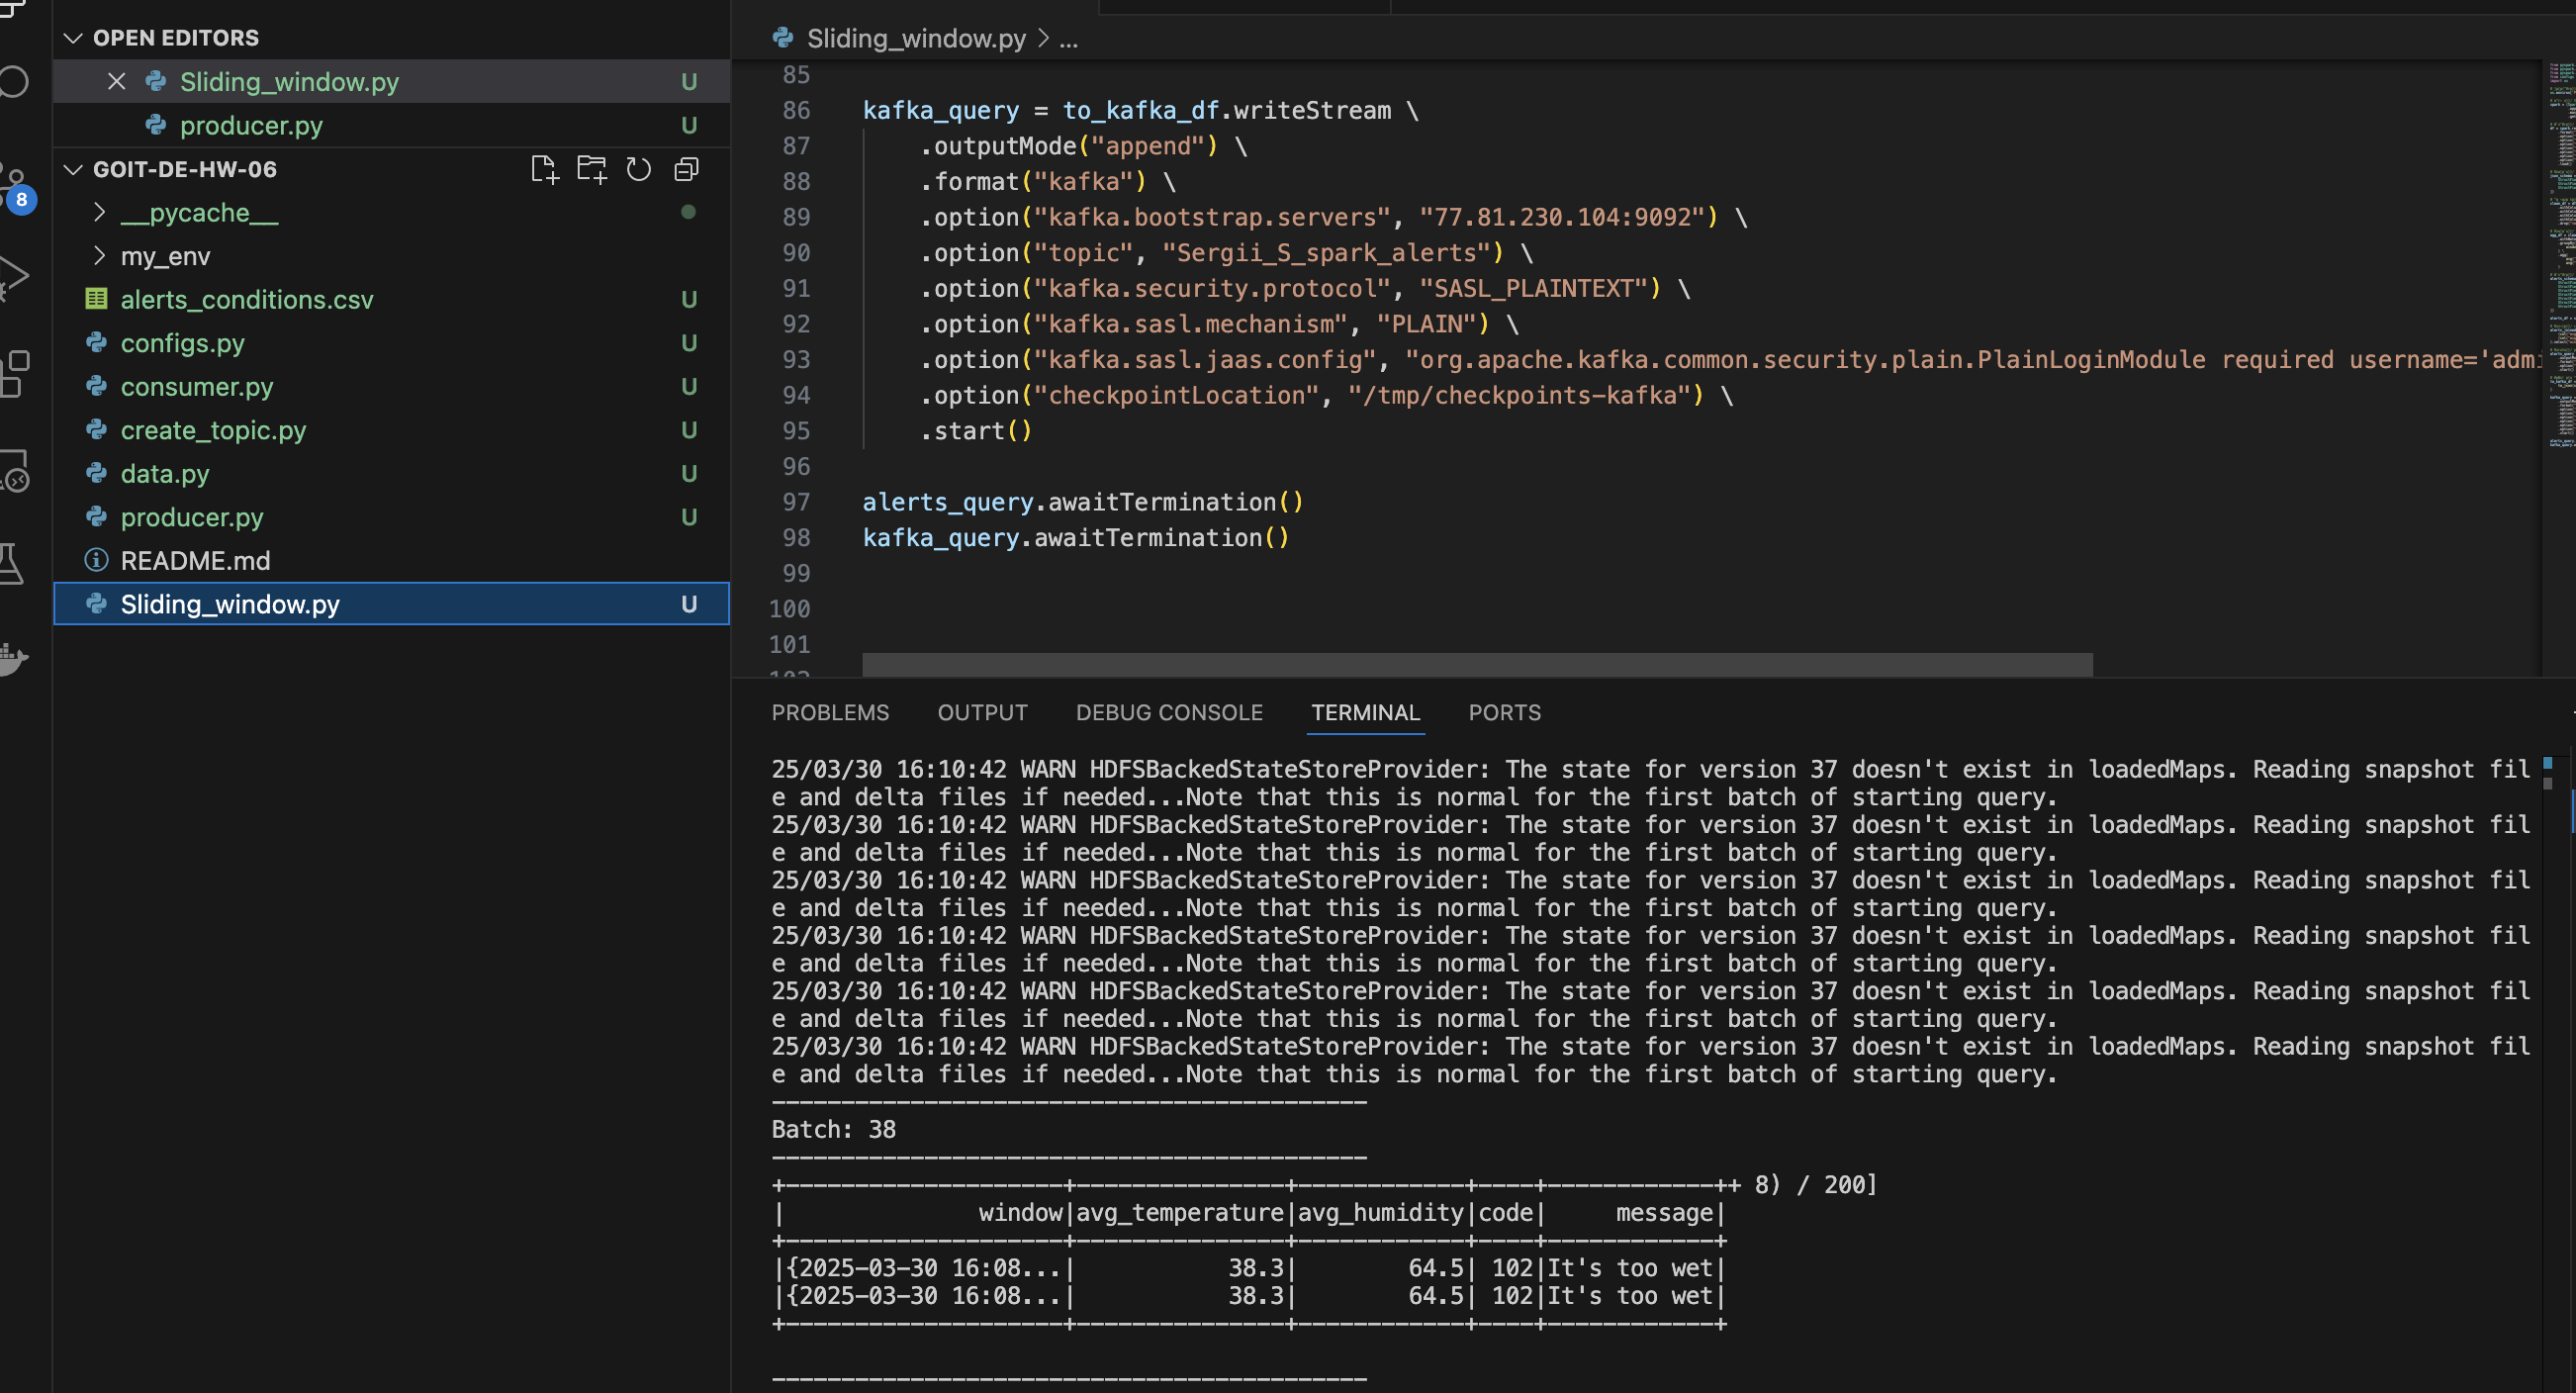 OPEN EDITORS
Sliding_window.py U
producer.py U
GOIT-DE-HW-06
8
__pycache__
my_env
alerts_conditions.csv U
configs.py U
consumer.py U
create_topic.py U
data.py U
producer.py U
README.md
Sliding_window.py U
Sliding_window.py > ...
85
86 kafka_query = to_kafka_df.writeStream \
87 .outputMode("append") \
88 .format("kafka") \
89 .option("kafka.bootstrap.servers", "77.81.230.104:9092") \
90 .option("topic", "Sergii_S_spark_alerts") \
91 .option("kafka.security.protocol", "SASL_PLAINTEXT") \
92 .option("kafka.sasl.mechanism", "PLAIN") \
93 .option("kafka.sasl.jaas.config", "org.apache.kafka.common.security.plain.PlainLoginModule required username='admi
94 .option("checkpointLocation", "/tmp/checkpoints-kafka") \
95 .start()
96
97 alerts_query.awaitTermination()
98 kafka_query.awaitTermination()
99
100
101
PROBLEMS OUTPUT DEBUG CONSOLE TERMINAL PORTS
25/03/30 16:10:42 WARN HDFSBackedStateStoreProvider: The state for version 37 doesn't exist in loadedMaps. Reading snapshot fil
e and delta files if needed...Note that this is normal for the first batch of starting query.
25/03/30 16:10:42 WARN HDFSBackedStateStoreProvider: The state for version 37 doesn't exist in loadedMaps. Reading snapshot fil
e and delta files if needed...Note that this is normal for the first batch of starting query.
25/03/30 16:10:42 WARN HDFSBackedStateStoreProvider: The state for version 37 doesn't exist in loadedMaps. Reading snapshot fil
e and delta files if needed...Note that this is normal for the first batch of starting query.
25/03/30 16:10:42 WARN HDFSBackedStateStoreProvider: The state for version 37 doesn't exist in loadedMaps. Reading snapshot fil
e and delta files if needed...Note that this is normal for the first batch of starting query.
25/03/30 16:10:42 WARN HDFSBackedStateStoreProvider: The state for version 37 doesn't exist in loadedMaps. Reading snapshot fil
e and delta files if needed...Note that this is normal for the first batch of starting query.
25/03/30 16:10:42 WARN HDFSBackedStateStoreProvider: The state for version 37 doesn't exist in loadedMaps. Reading snapshot fil
e and delta files if needed...Note that this is normal for the first batch of starting query.
-------------------------------------------
Batch: 38
-------------------------------------------
+--------------------+---------------+------------+----+------------++ 8) / 200]
|              window|avg_temperature|avg_humidity|code|     message|
+--------------------+---------------+------------+----+------------+
|{2025-03-30 16:08...|           38.3|        64.5| 102|It's too wet|
|{2025-03-30 16:08...|           38.3|        64.5| 102|It's too wet|
+--------------------+---------------+------------+----+------------+
-------------------------------------------